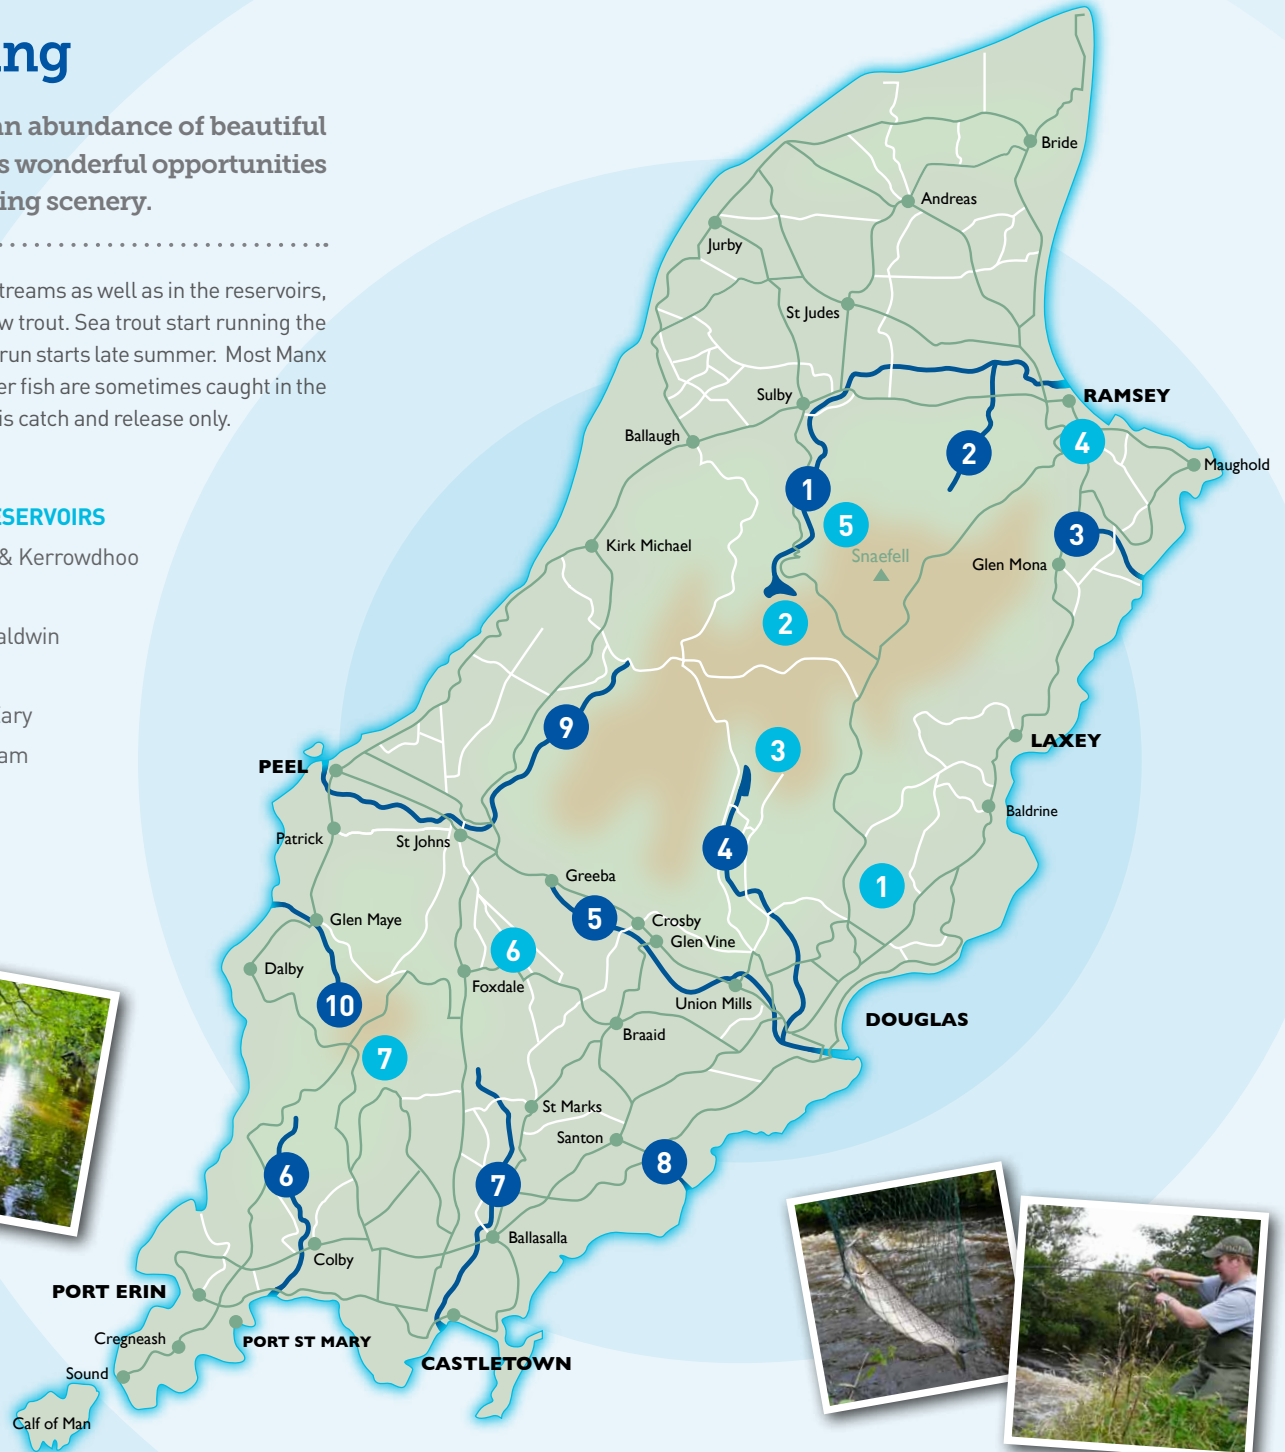 ing
an abundance of beautiful
s wonderful opportunities
ing scenery.
treams as well as in the reservoirs,
w trout. Sea trout start running the
run starts late summer. Most Manx
er fish are sometimes caught in the
is catch and release only.
ESERVOIRS
& Kerrowdhoo
aldwin
ary
am
Bride
Andreas
Jurby
St Judes
Sulby
RAMSEY
Ballaugh
2
4
Maughold
1
5
3
Kirk Michael
Snaefell
Glen Mona
2
9
3
LAXEY
PEEL
Baldrine
Patrick
St Johns
4
Greeba
1
5
Crosby
Glen Vine
Glen Maye
6
Dalby
Foxdale
10
Union Mills
DOUGLAS
Braaid
7
St Marks
Santon
8
6
7
Ballasalla
Colby
PORT ERIN
Cregneash
PORT ST MARY
CASTLETOWN
Sound
Calf of Man